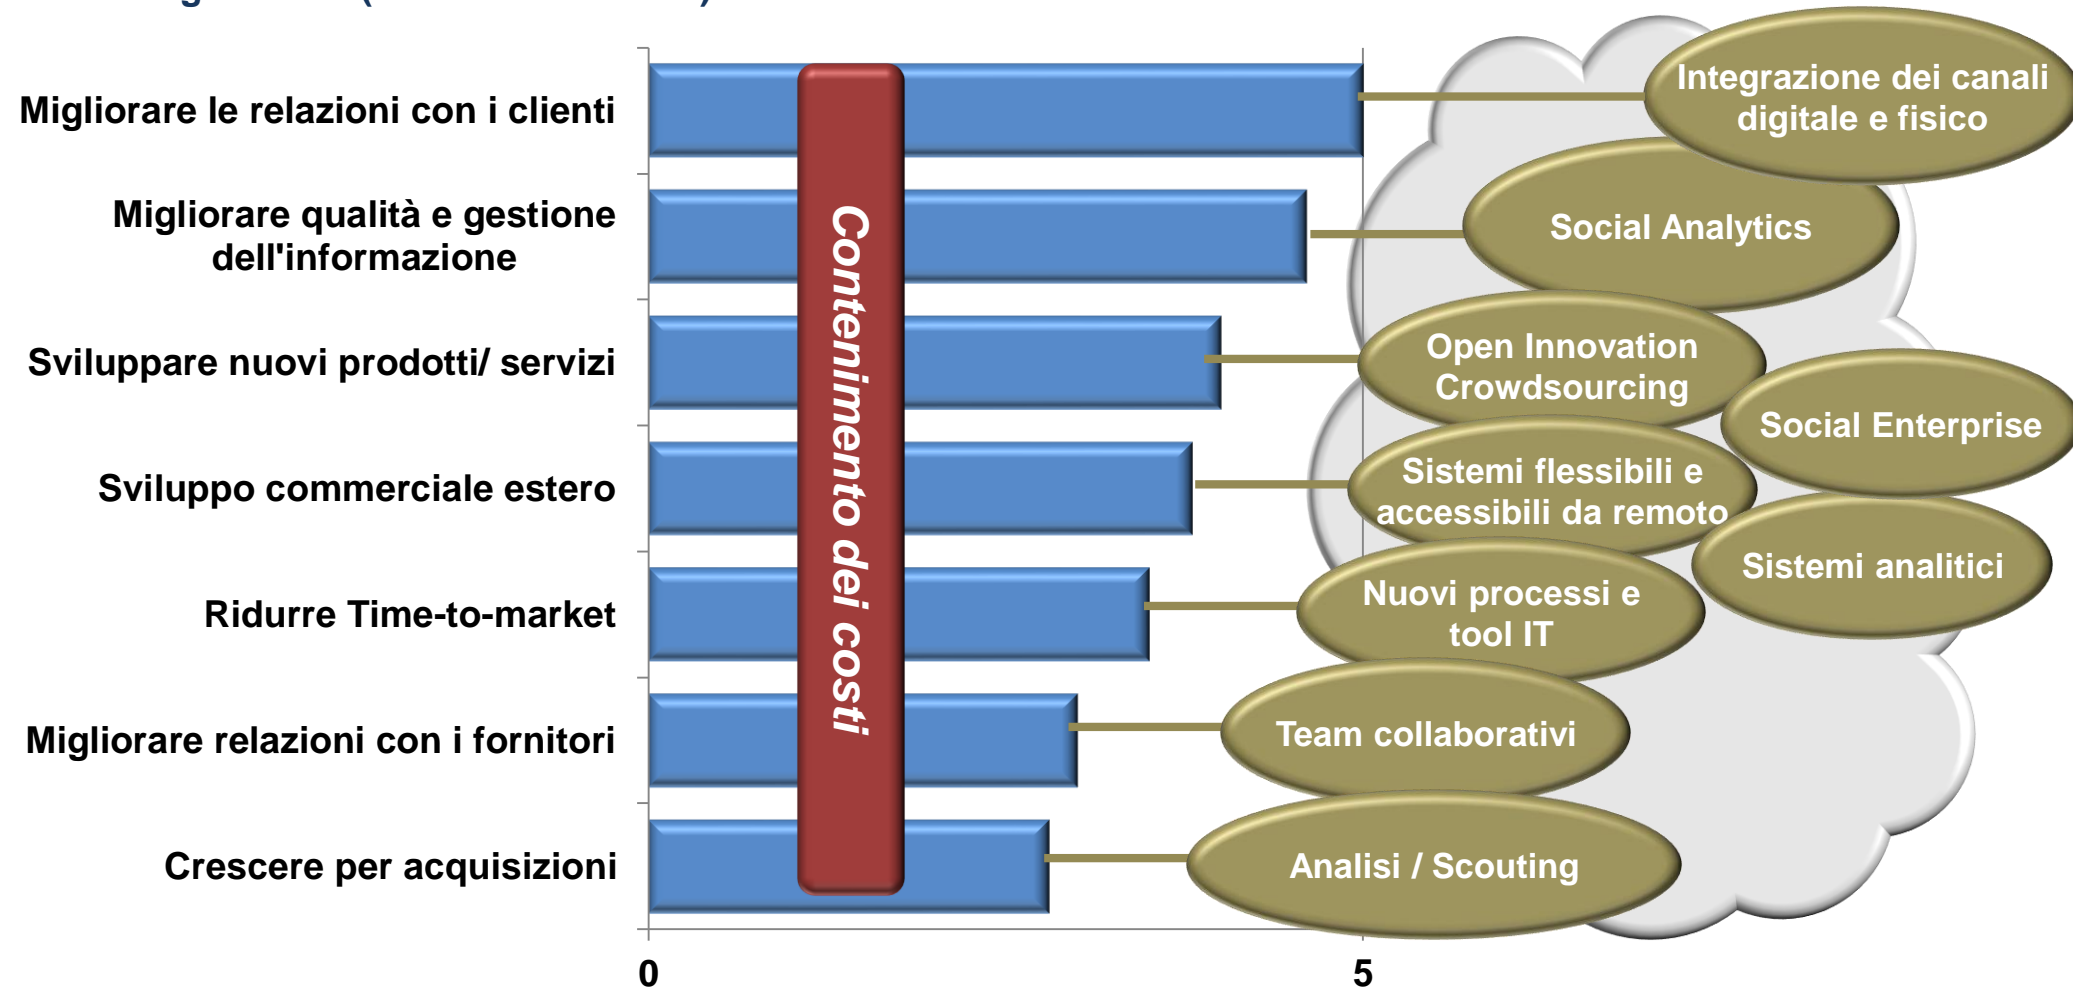 Migliorare le relazioni con i clienti
Integrazione dei canali
digitale e fisico
Migliorare qualità e gestione
dell'informazione
Social Analytics
Sviluppare nuovi prodotti/ servizi
Open Innovation
Crowdsourcing
Social Enterprise
Sviluppo commerciale estero
Sistemi flessibili e
accessibili da remoto
Sistemi analitici
Ridurre Time-to-market
Nuovi processi e
tool IT
Migliorare relazioni con i fornitori
Team collaborativi
Crescere per acquisizioni
Analisi / Scouting
Contenimento dei costi
0
5